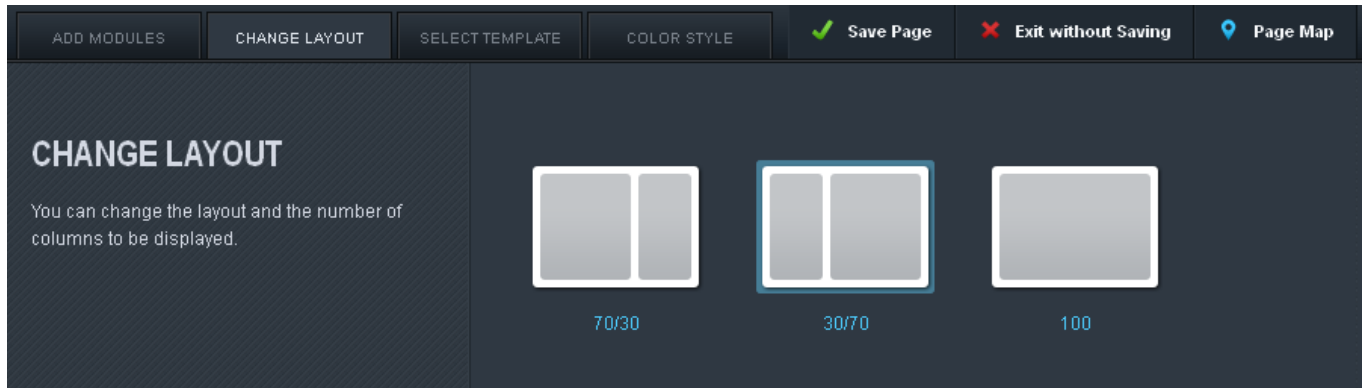 ADD MODULES
CHANGE LAYOUT
SELECT TEMPLATE
COLOR STYLE
Save Page
Exit without Saving
Page Map
CHANGE LAYOUT
You can change the layout and the number of
columns to be displayed.
70/30
30/70
100